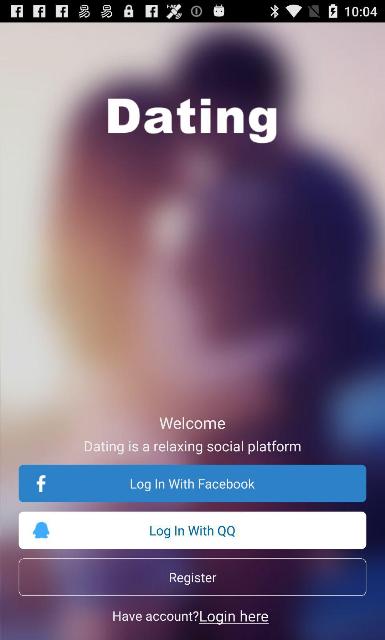 10:04
Dating
Welcome
Dating is a relaxing social platform
Log In With Facebook
Log In With QQ
Register
Have account?Login here